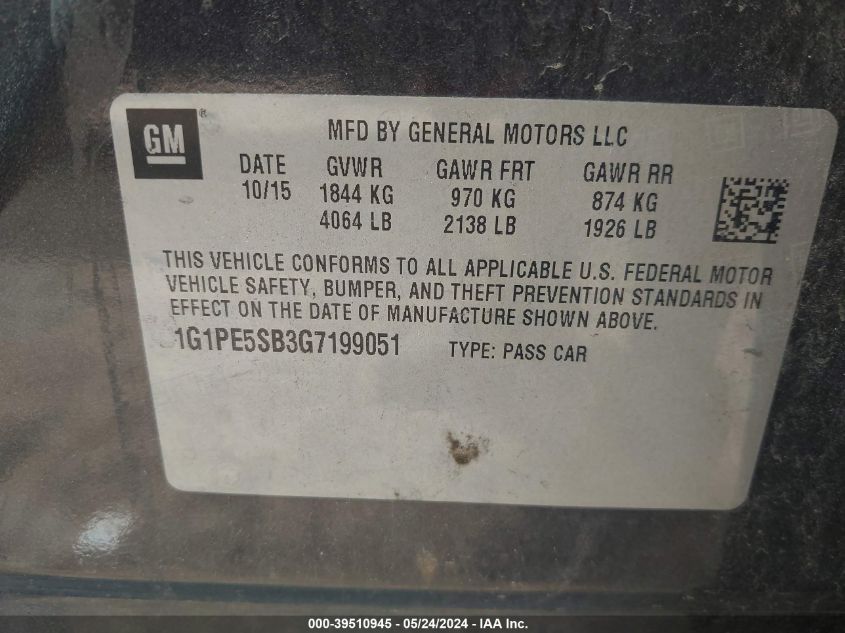 GM®
MFD BY GENERAL MOTORS LLC
DATE GVWR GAWR FRT GAWR RR
10/15 1844 KG 970 KG 874 KG
4064 LB 2138 LB 1926 LB
THIS VEHICLE CONFORMS TO ALL APPLICABLE U.S. FEDERAL MOTOR
VEHICLE SAFETY, BUMPER, AND THEFT PREVENTION STANDARDS IN
EFFECT ON THE DATE OF MANUFACTURE SHOWN ABOVE.
1G1PE5SB3G7199051 TYPE: PASS CAR
000-39510945 - 05/24/2024 - IAA Inc.